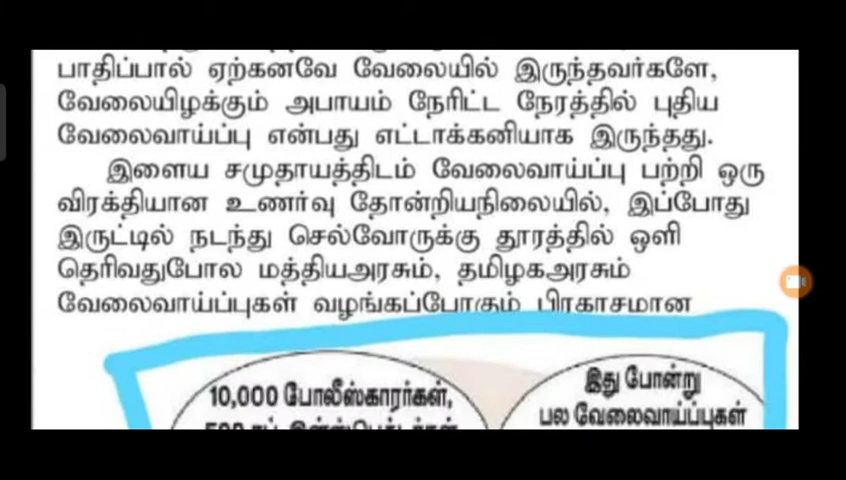 பாதிப்பால் ஏற்கனவே வேலையில் இருந்தவர்களே,
வேலையிழக்கும் அபாயம் நேரிட்ட நேரத்தில் புதிய
வேலைவாய்ப்பு என்பது எட்டாக்கனியாக இருந்தது.
இளைய சமுதாயத்திடம் வேலைவாய்ப்பு பற்றி ஒரு
விரக்தியான உணர்வு தோன்றியநிலையில், இப்போது
இருட்டில் நடந்து செல்வோருக்கு தூரத்தில் ஒளி
தெரிவதுபோல மத்தியஅரசும், தமிழகஅரசும்
வேலைவாய்ப்புகள் வழங்கப்போகும் பிரகாசமான
10,000 போலீஸ்காரர்கள்,
இது போன்று
பல வேலைவாய்ப்புகள்